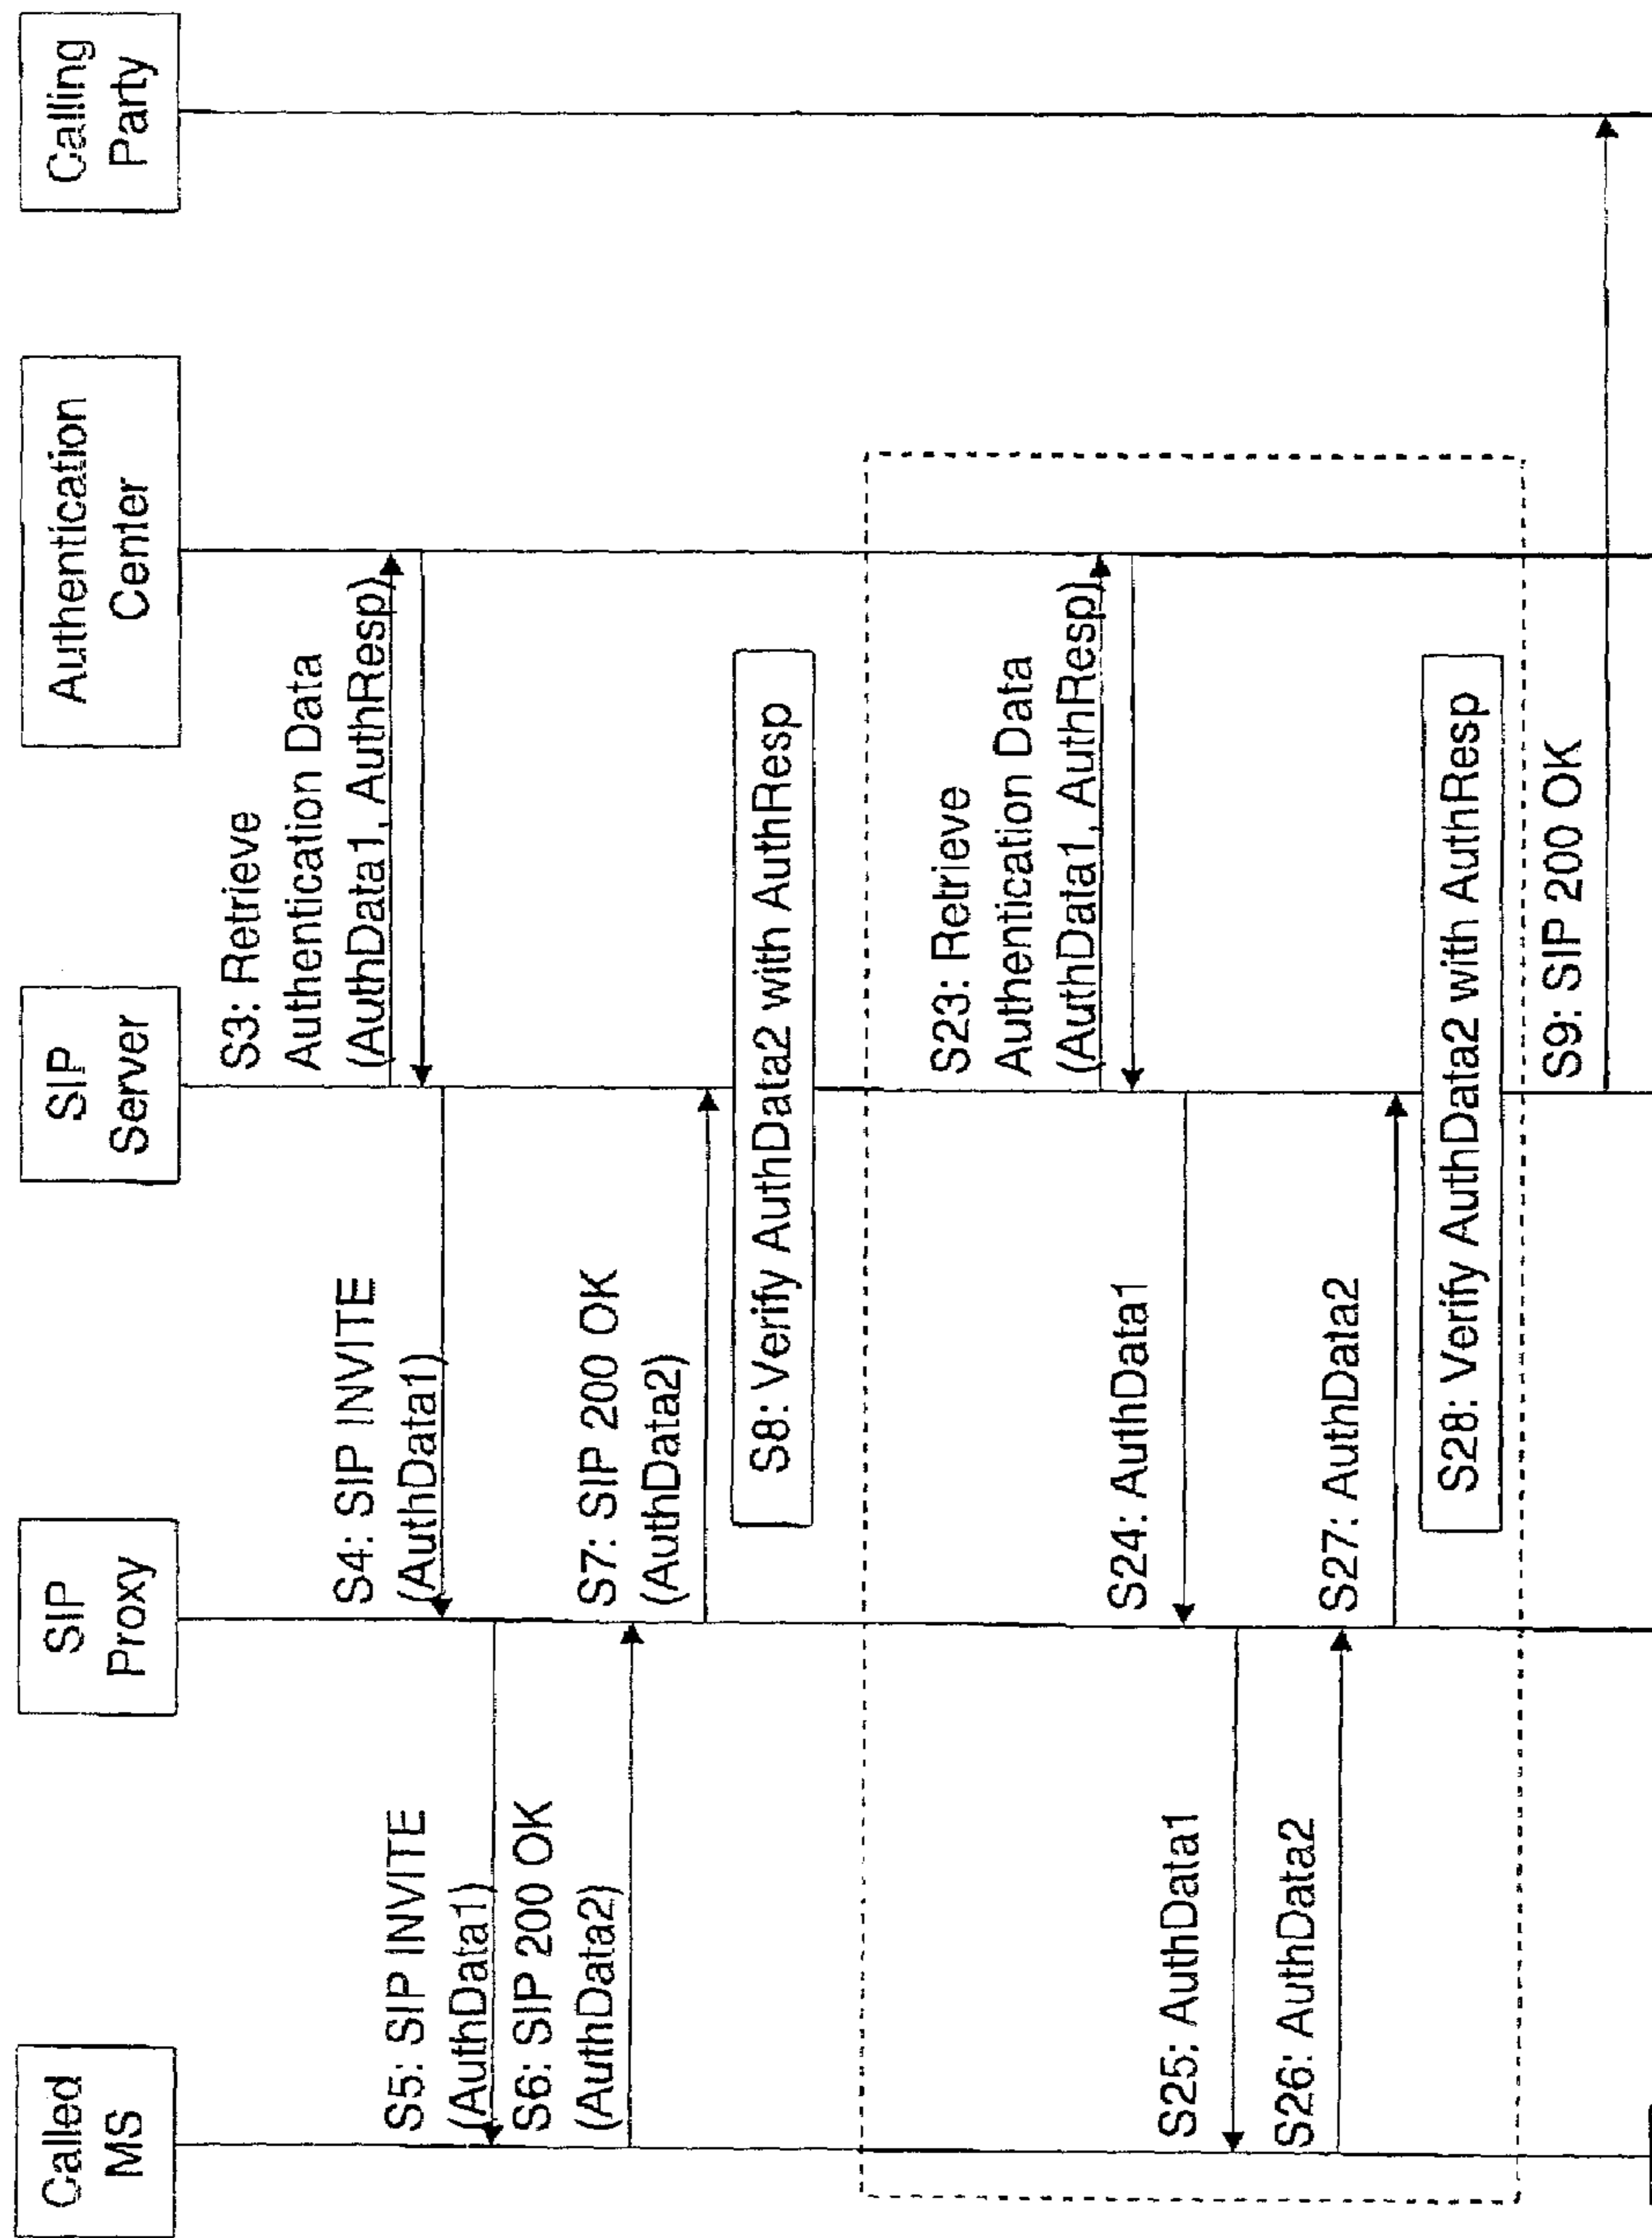 Called
MS
SIP
Proxy
SIP
Server
Authentication
Center
Calling
Party
S3: Retrieve
Authentication Data
(AuthData1, AuthResp)
S4: SIP INVITE
(AuthData1)
S5: SIP INVITE
(AuthData1)
S6: SIP 200 OK
(AuthData2)
S7: SIP 200 OK
(AuthData2)
S8: Verify AuthData2 with AuthResp
S23: Retrieve
Authentication Data
(AuthData1, AuthResp)
S24: AuthData1
S25: AuthData1
S26: AuthData2
S27: AuthData2
S28: Verify AuthData2 with AuthResp
S9: SIP 200 OK